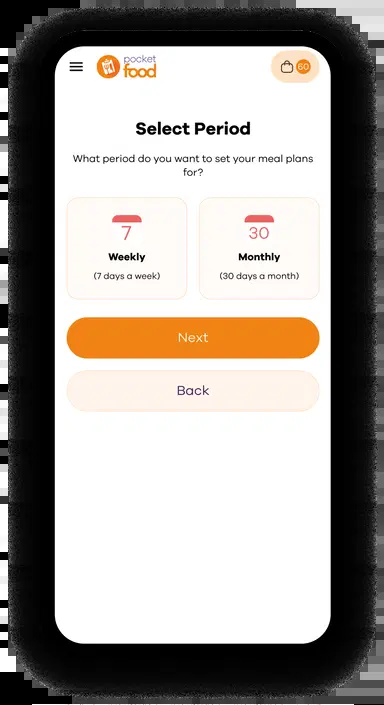 pocket
food
60
Select Period
What period do you want to set your meal plans
for?
7
30
Weekly
Monthly
(7 days a week)
(30 days a month)
Next
Back